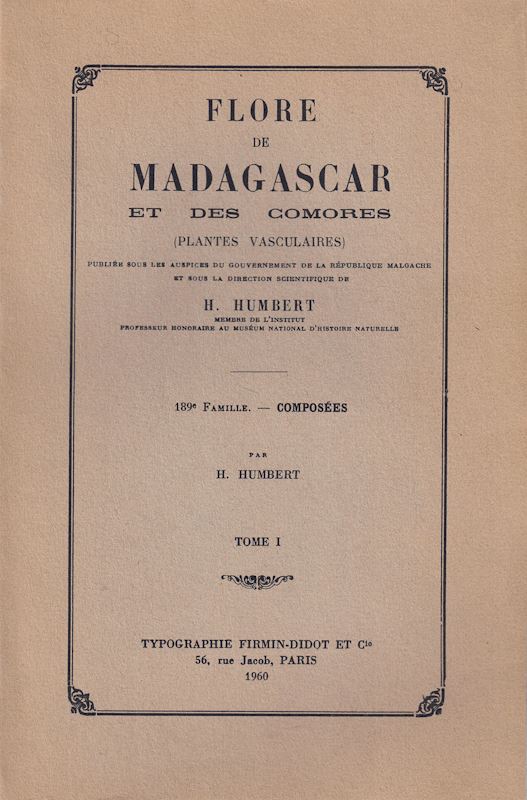 FLORE
DE
MADAGASCAR
ET DES COMORES
(PLANTES VASCULAIRES)
PUBLIÉE SOUS LES AUSPICES DU GOUVERNEMENT DE LA RÉPUBLIQUE MALGACHE
ET SOUS LA DIRECTION SCIENTIFIQUE DE
H. HUMBERT
MEMBRE DE L'INSTITUT
PROFESSEUR HONORAIRE AU MUSÉUM NATIONAL D'HISTOIRE NATURELLE
189e FAMILLE. — COMPOSÉES
PAR
H. HUMBERT
TOME I
TYPOGRAPHIE FIRMIN-DIDOT ET Cie
56, rue Jacob, PARIS
1960